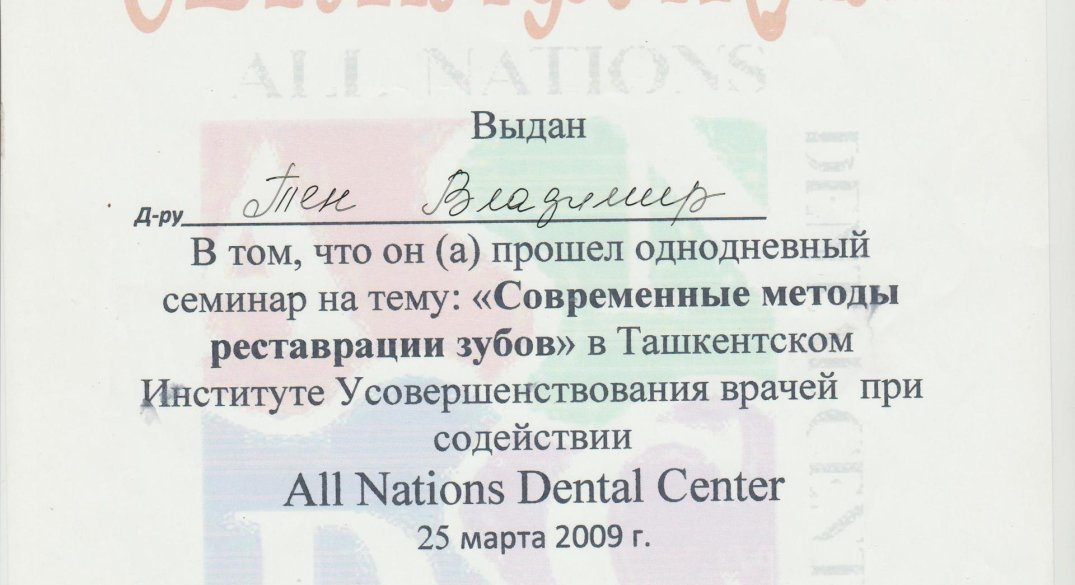 ALL NATIONS
Выдан
Д-ру Тен Владимир
В том, что он (а) прошел однодневный
семинар на тему: «Современные методы
реставрации зубов» в Ташкентском
Институте Усовершенствования врачей при
содействии
All Nations Dental Center
25 марта 2009 г.